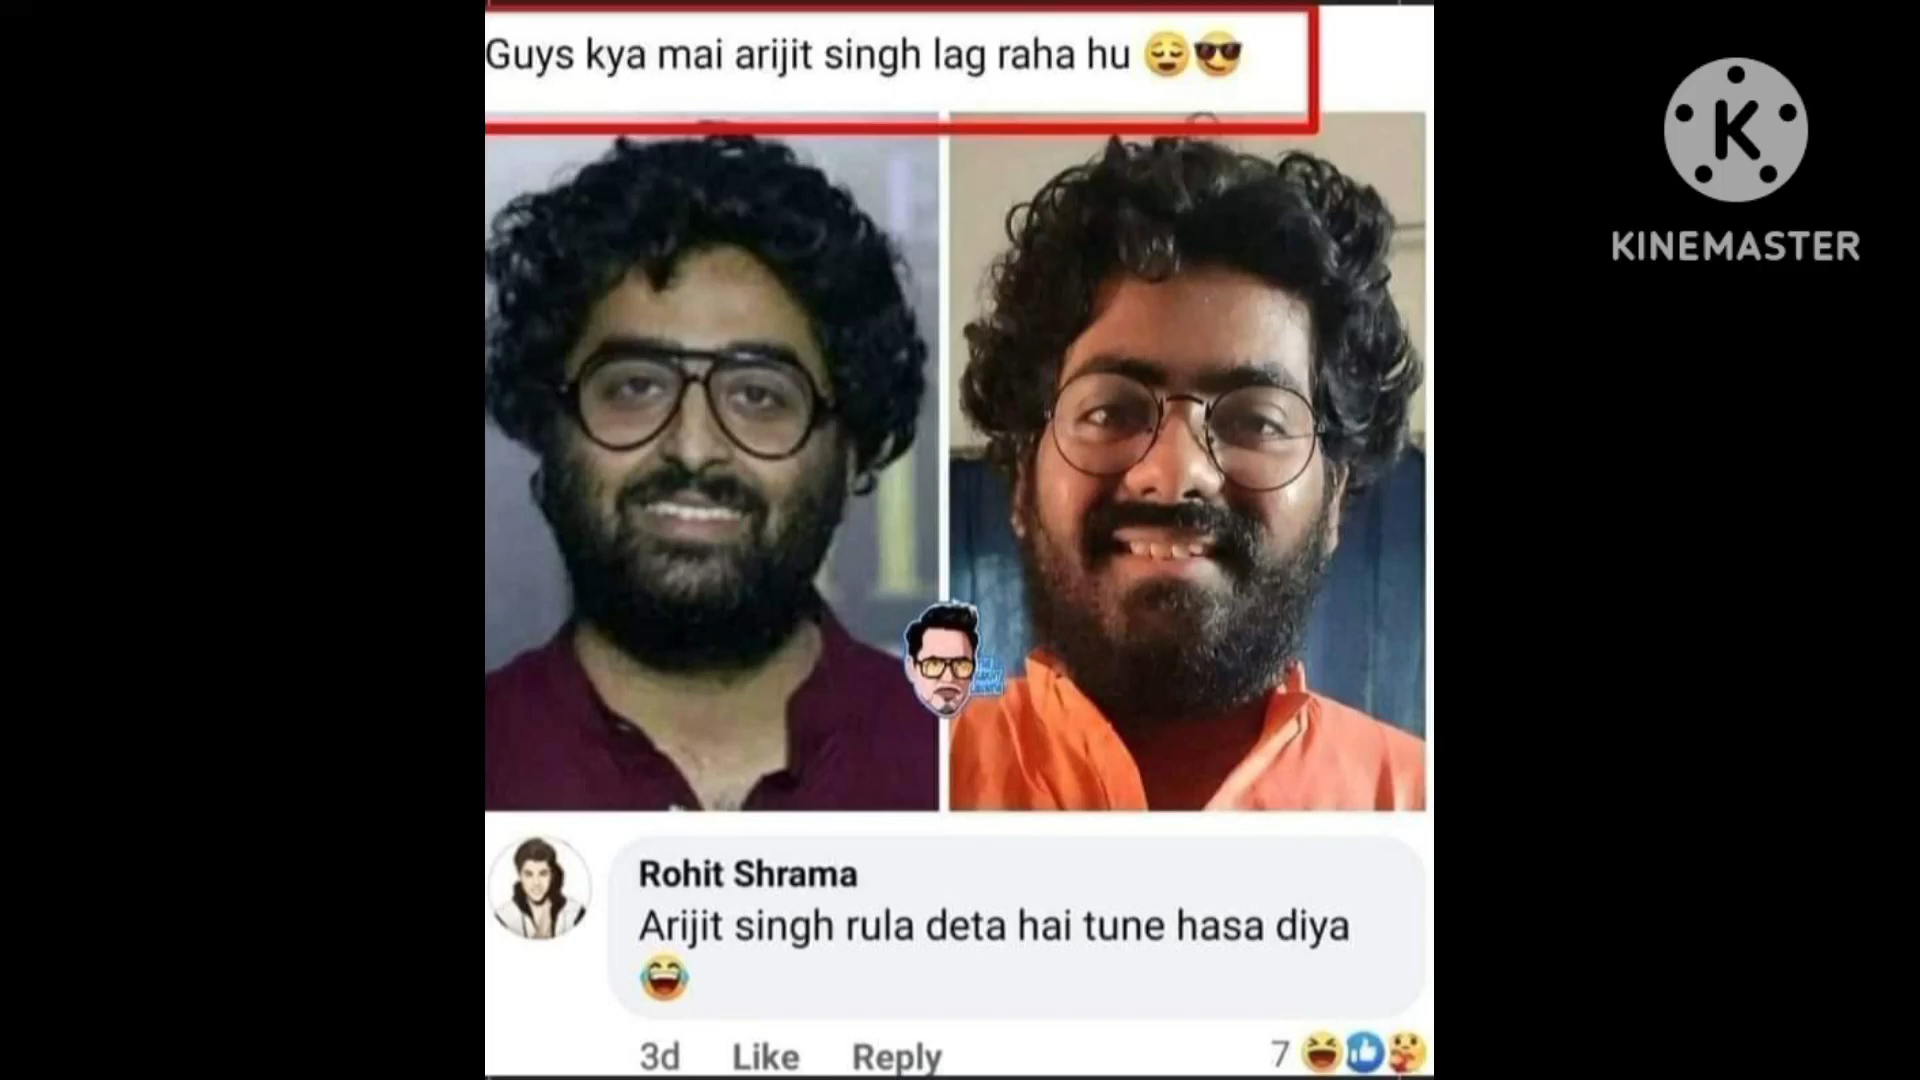 Guys kya mai arijit singh lag raha hu 😌😎
KINEMASTER
Rohit Shrama
Arijit singh rula deta hai tune hasa diya
😂
3d Like Reply 7